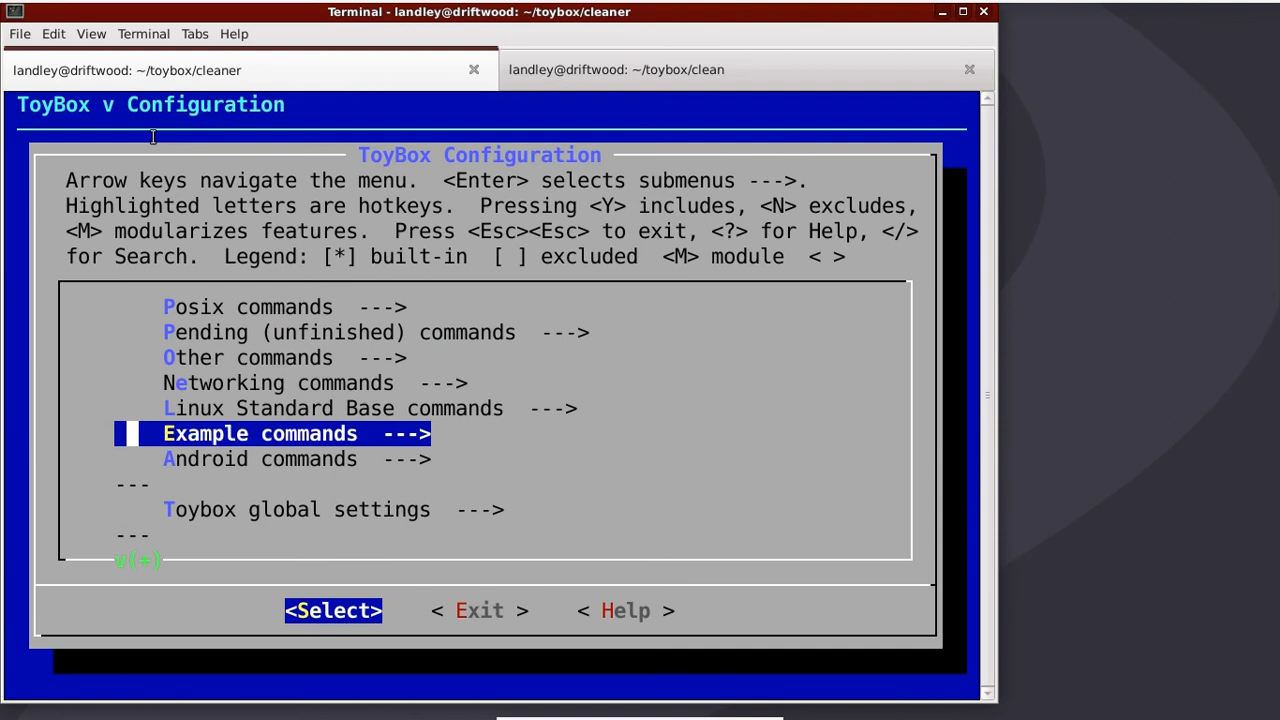 Terminal - landley@driftwood: ~/toybox/cleaner
File Edit View Terminal Tabs Help
landley@driftwood: ~/toybox/cleaner
landley@driftwood: ~/toybox/clean
ToyBox v Configuration
ToyBox Configuration
Arrow keys navigate the menu.  <Enter> selects submenus --->.
Highlighted letters are hotkeys.  Pressing <Y> includes, <N> excludes,
<M> modularizes features.  Press <Esc><Esc> to exit, <?> for Help, </>
for Search.  Legend: [*] built-in  [ ] excluded  <M> module  < >
Posix commands  --->
Pending (unfinished) commands  --->
Other commands  --->
Networking commands  --->
Linux Standard Base commands  --->
Example commands  --->
Android commands  --->
---
Toybox global settings  --->
---
v(+)
<Select>    < Exit >    < Help >